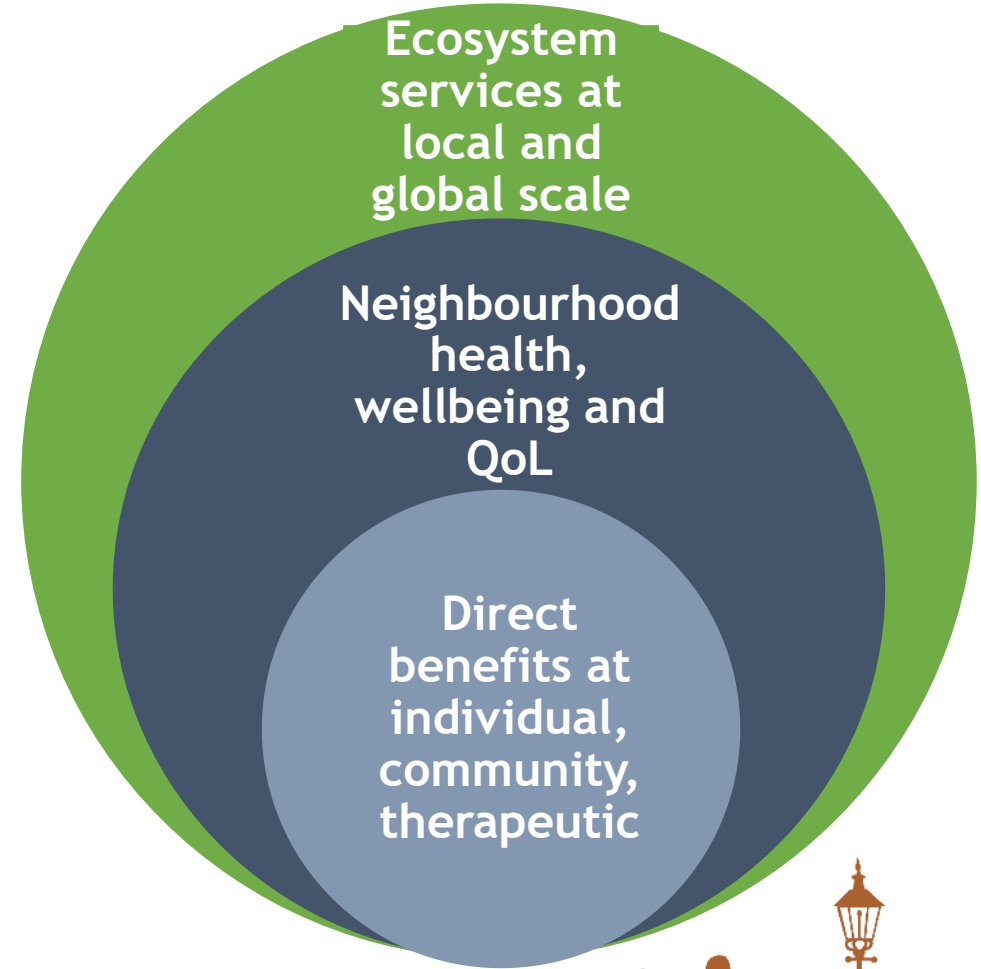 Ecosystem
services at
local and
global scale
Neighbourhood
health,
wellbeing and
QoL
Direct
benefits at
individual,
community,
therapeutic